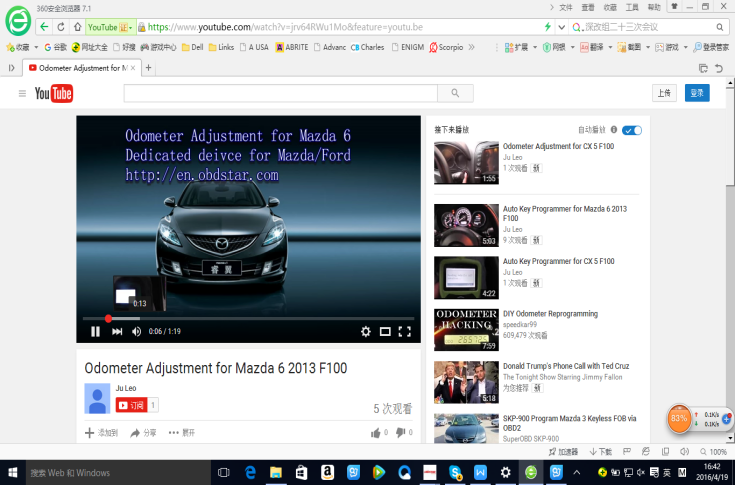 360安全浏览器 7.1
文件 查看 收藏 工具 帮助
YouTube 证 https://www.youtube.com/watch?v=jrv64RWu1Mo&feature=youtu.be
深改组二十三次会议
收藏 谷歌 网址大全 好搜 游戏中心 Dell Links A USA ABRITE Advanc Charles ENIGM Scorpio » 扩展 网银 翻译 截图 游戏 登录管家
Odometer Adjustment for M
YouTube
上传 登录
Odometer Adjustment for Mazda 6
Dedicated deivce for Mazda/Ford
http://en.obdstar.com
睿翼
0:13
0:06 / 1:19
Odometer Adjustment for Mazda 6 2013 F100
Ju Leo
订阅 1
5 次观看
添加到 分享 ••• 展开
0 0
接下来播放 自动播放
Odometer Adjustment for CX 5 F100
Ju Leo
1 次观看 新
1:55
Auto Key Programmer for Mazda 6 2013
F100
Ju Leo
9 次观看 新
5:03
Auto Key Programmer for CX 5 F100
Ju Leo
1 次观看 新
4:22
DIY Odometer Reprogramming
speedkar99
609,479 次观看
ODOMETER
HACKING
7:59
Donald Trump's Phone Call with Ted Cruz
The Tonight Show Starring Jimmy Fallon
为您推荐 新
5:18
SKP-900 Program Mazda 3 Keyless FOB via
OBD2
SuperOBD SKP-900
83%
0.1K/s
0.1K/s
加速器 下载 100%
搜索 Web 和 Windows
英 M
16:42
2016/4/19